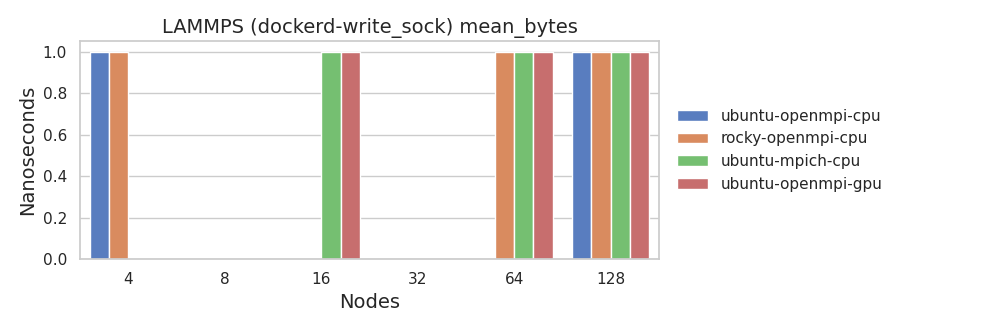 LAMMPS (dockerd-write_sock) mean_bytes
Nanoseconds
1.0
0.8
0.6
0.4
0.2
0.0
4 8 16 32 64 128
Nodes
ubuntu-openmpi-cpu
rocky-openmpi-cpu
ubuntu-mpich-cpu
ubuntu-openmpi-gpu